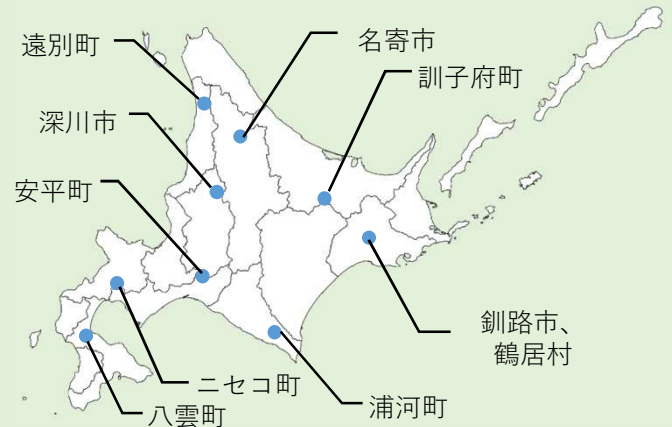 遠別町
名寄市
訓子府町
深川市
安平町
釧路市、
鶴居村
ニセコ町
浦河町
八雲町